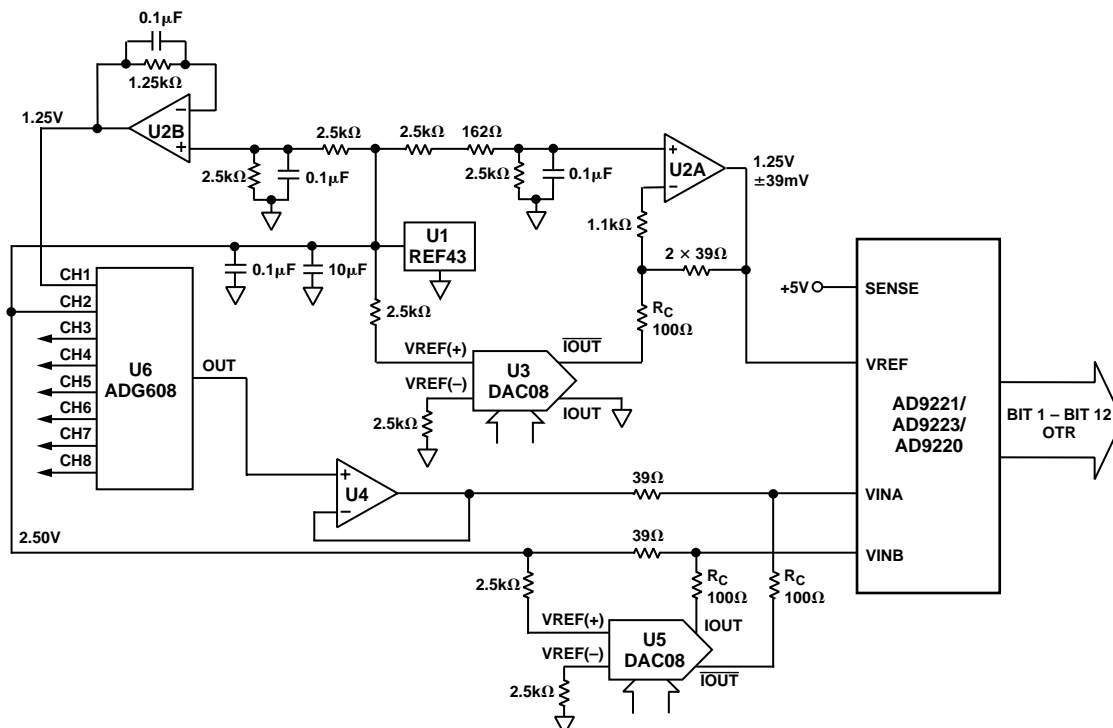 0.1µF
1.25kΩ
1.25V
−
U2B
+
2.5kΩ
2.5kΩ
0.1µF
2.5kΩ
162Ω
2.5kΩ
0.1µF
+
U2A
−
1.25V
±39mV
1.1kΩ
2 × 39Ω
U1
REF43
0.1µF
10µF
2.5kΩ
RC
100Ω
CH1
CH2
CH3
CH4
CH5
CH6
CH7
CH8
U6
ADG608
OUT
VREF(+)
VREF(–)
2.5kΩ
U3
DAC08
IOUT
IOUT
+5V
SENSE
VREF
AD9221/
AD9223/
AD9220
VINA
VINB
BIT 1 – BIT 12
OTR
+
U4
−
39Ω
39Ω
2.50V
2.5kΩ
RC
100Ω
RC
100Ω
VREF(+)
VREF(–)
2.5kΩ
U5
DAC08
IOUT
IOUT